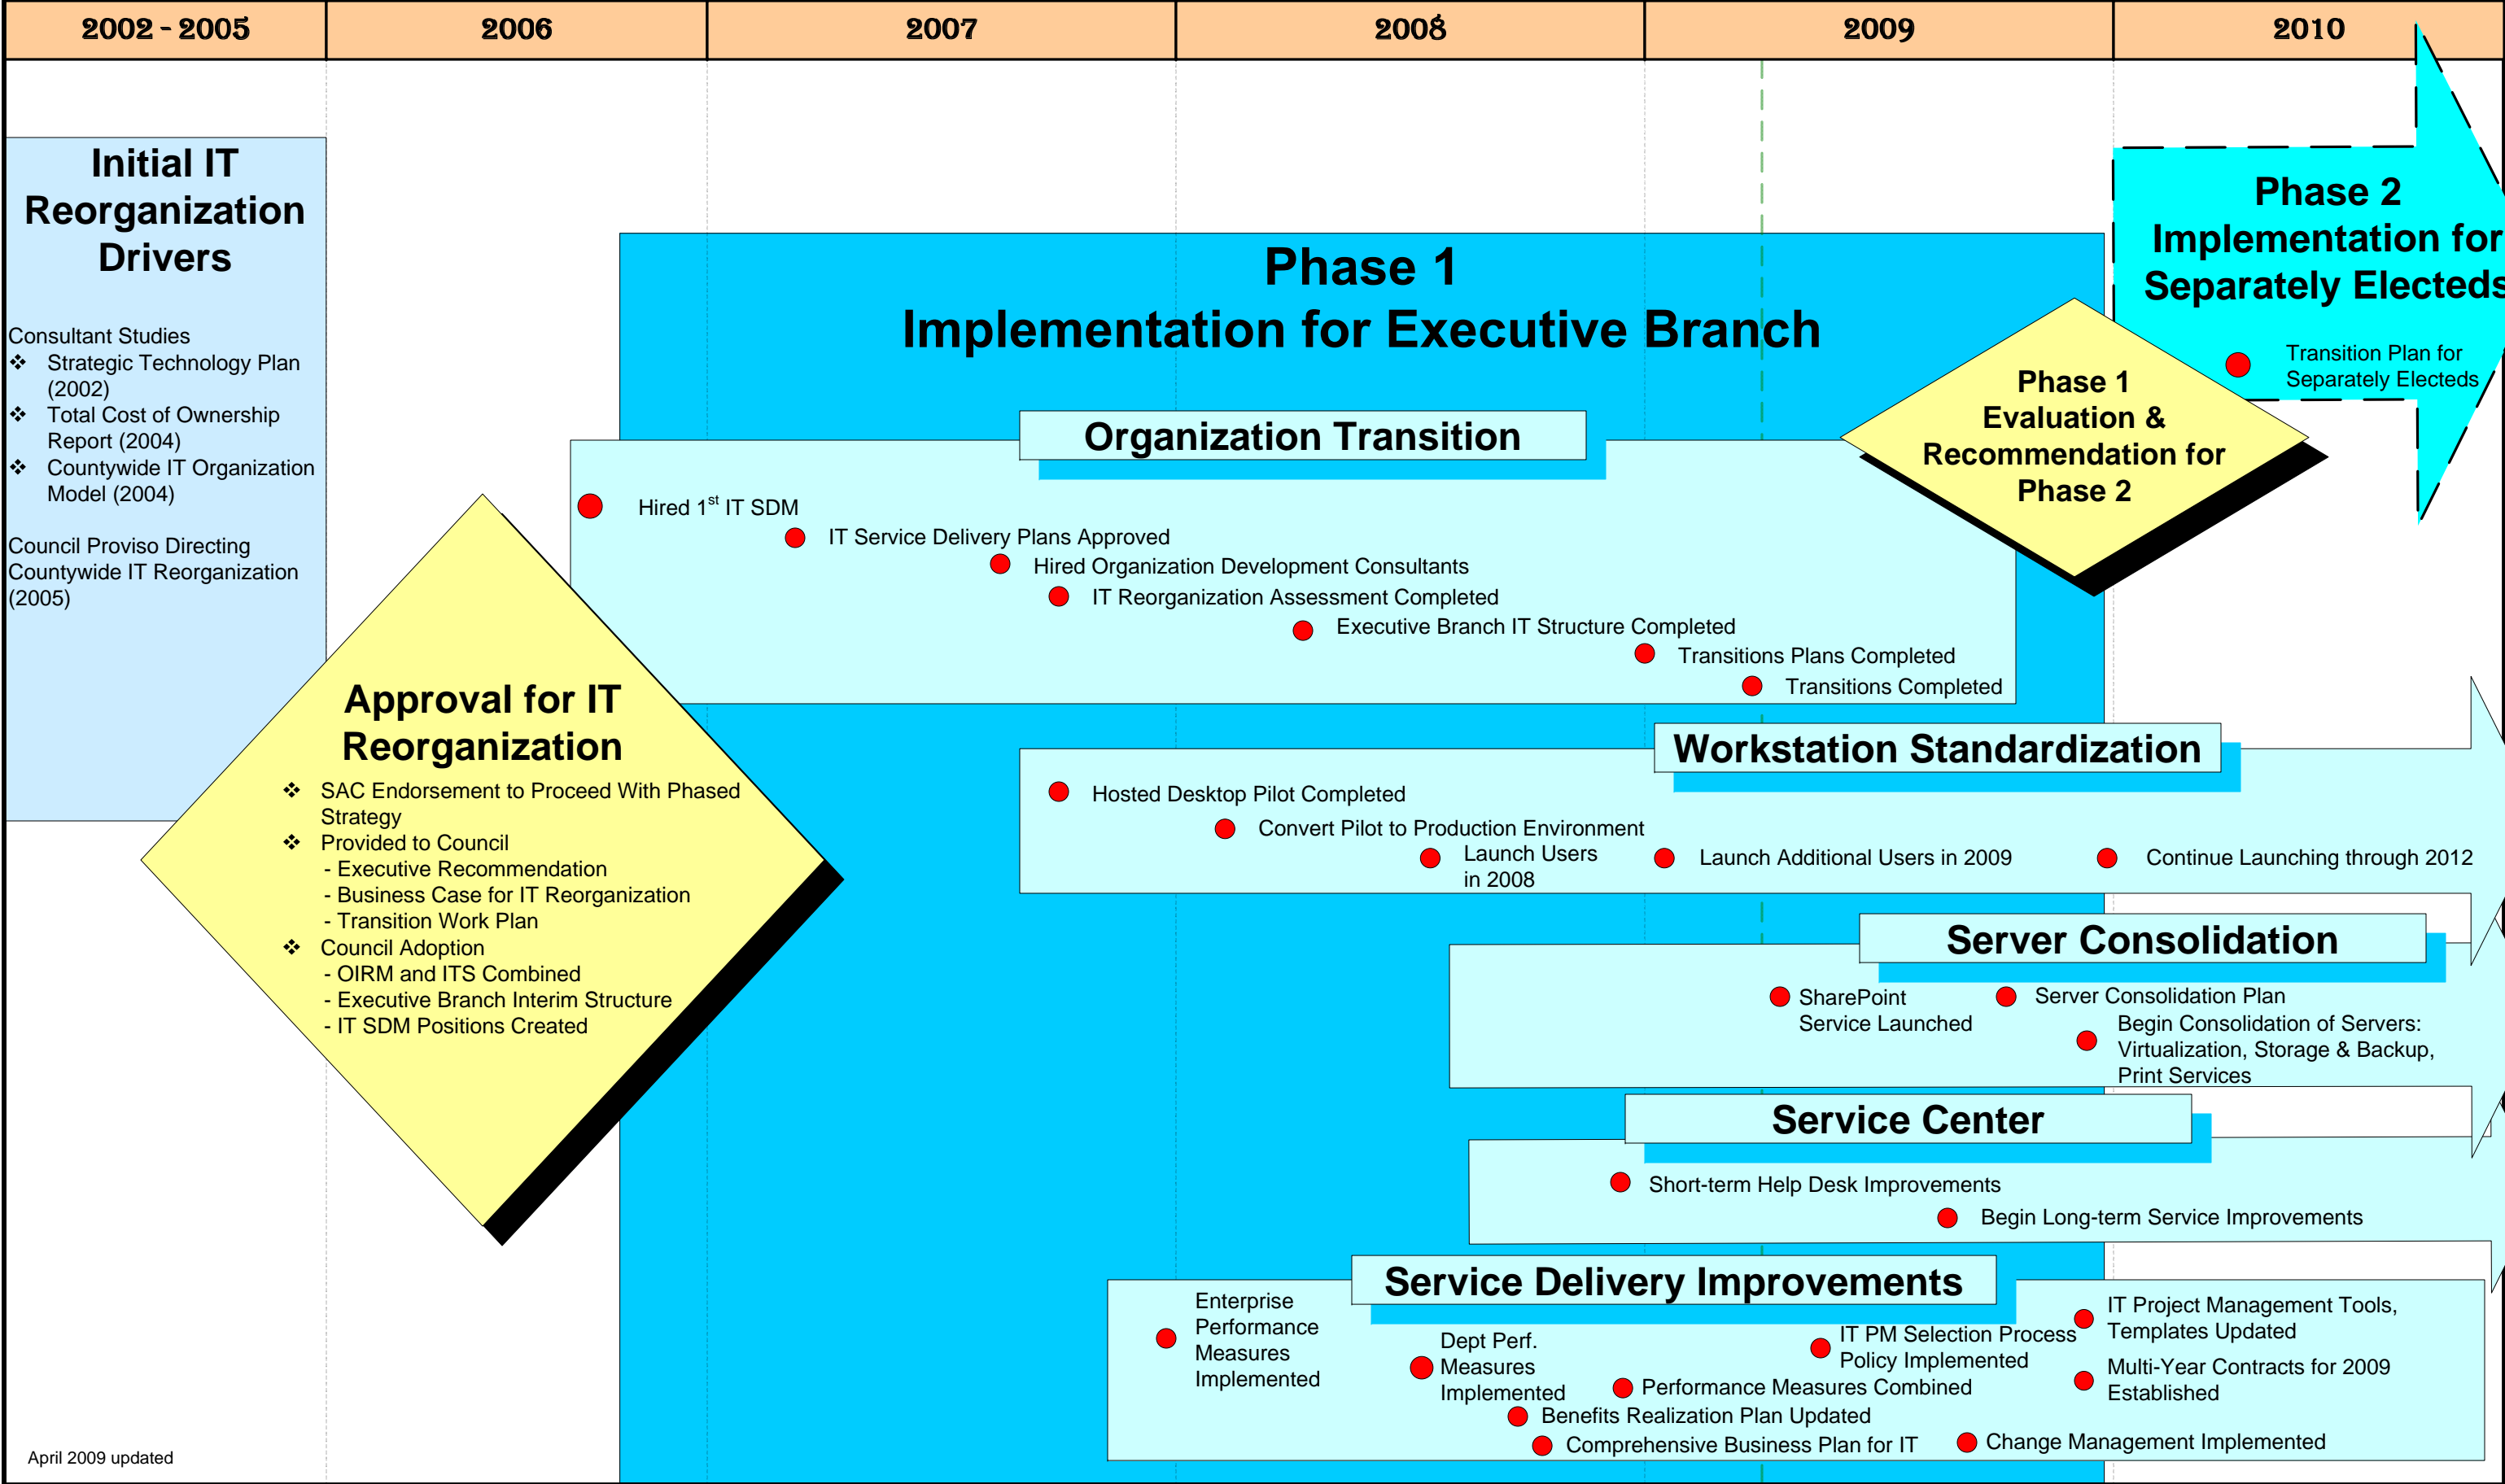 2002 - 2005
2006
2007
2008
2009
2010
Initial IT
Reorganization
Drivers
Consultant Studies
❖ Strategic Technology Plan
(2002)
❖ Total Cost of Ownership
Report (2004)
❖ Countywide IT Organization
Model (2004)
Council Proviso Directing
Countywide IT Reorganization
(2005)
Approval for IT
Reorganization
❖ SAC Endorsement to Proceed With Phased
Strategy
❖ Provided to Council
- Executive Recommendation
- Business Case for IT Reorganization
- Transition Work Plan
❖ Council Adoption
- OIRM and ITS Combined
- Executive Branch Interim Structure
- IT SDM Positions Created
Phase 1
Implementation for Executive Branch
Phase 2
Implementation for
Separately Electeds
Transition Plan for
Separately Electeds
Phase 1
Evaluation &
Recommendation for
Phase 2
Organization Transition
Hired 1st IT SDM
IT Service Delivery Plans Approved
Hired Organization Development Consultants
IT Reorganization Assessment Completed
Executive Branch IT Structure Completed
Transitions Plans Completed
Transitions Completed
Workstation Standardization
Hosted Desktop Pilot Completed
Convert Pilot to Production Environment
Launch Users
in 2008
Launch Additional Users in 2009
Continue Launching through 2012
Server Consolidation
SharePoint
Service Launched
Server Consolidation Plan
Begin Consolidation of Servers:
Virtualization, Storage & Backup,
Print Services
Service Center
Short-term Help Desk Improvements
Begin Long-term Service Improvements
Service Delivery Improvements
Enterprise
Performance
Measures
Implemented
Dept Perf.
Measures
Implemented
IT PM Selection Process
Policy Implemented
IT Project Management Tools,
Templates Updated
Multi-Year Contracts for 2009
Established
Performance Measures Combined
Benefits Realization Plan Updated
Comprehensive Business Plan for IT
Change Management Implemented
April 2009 updated